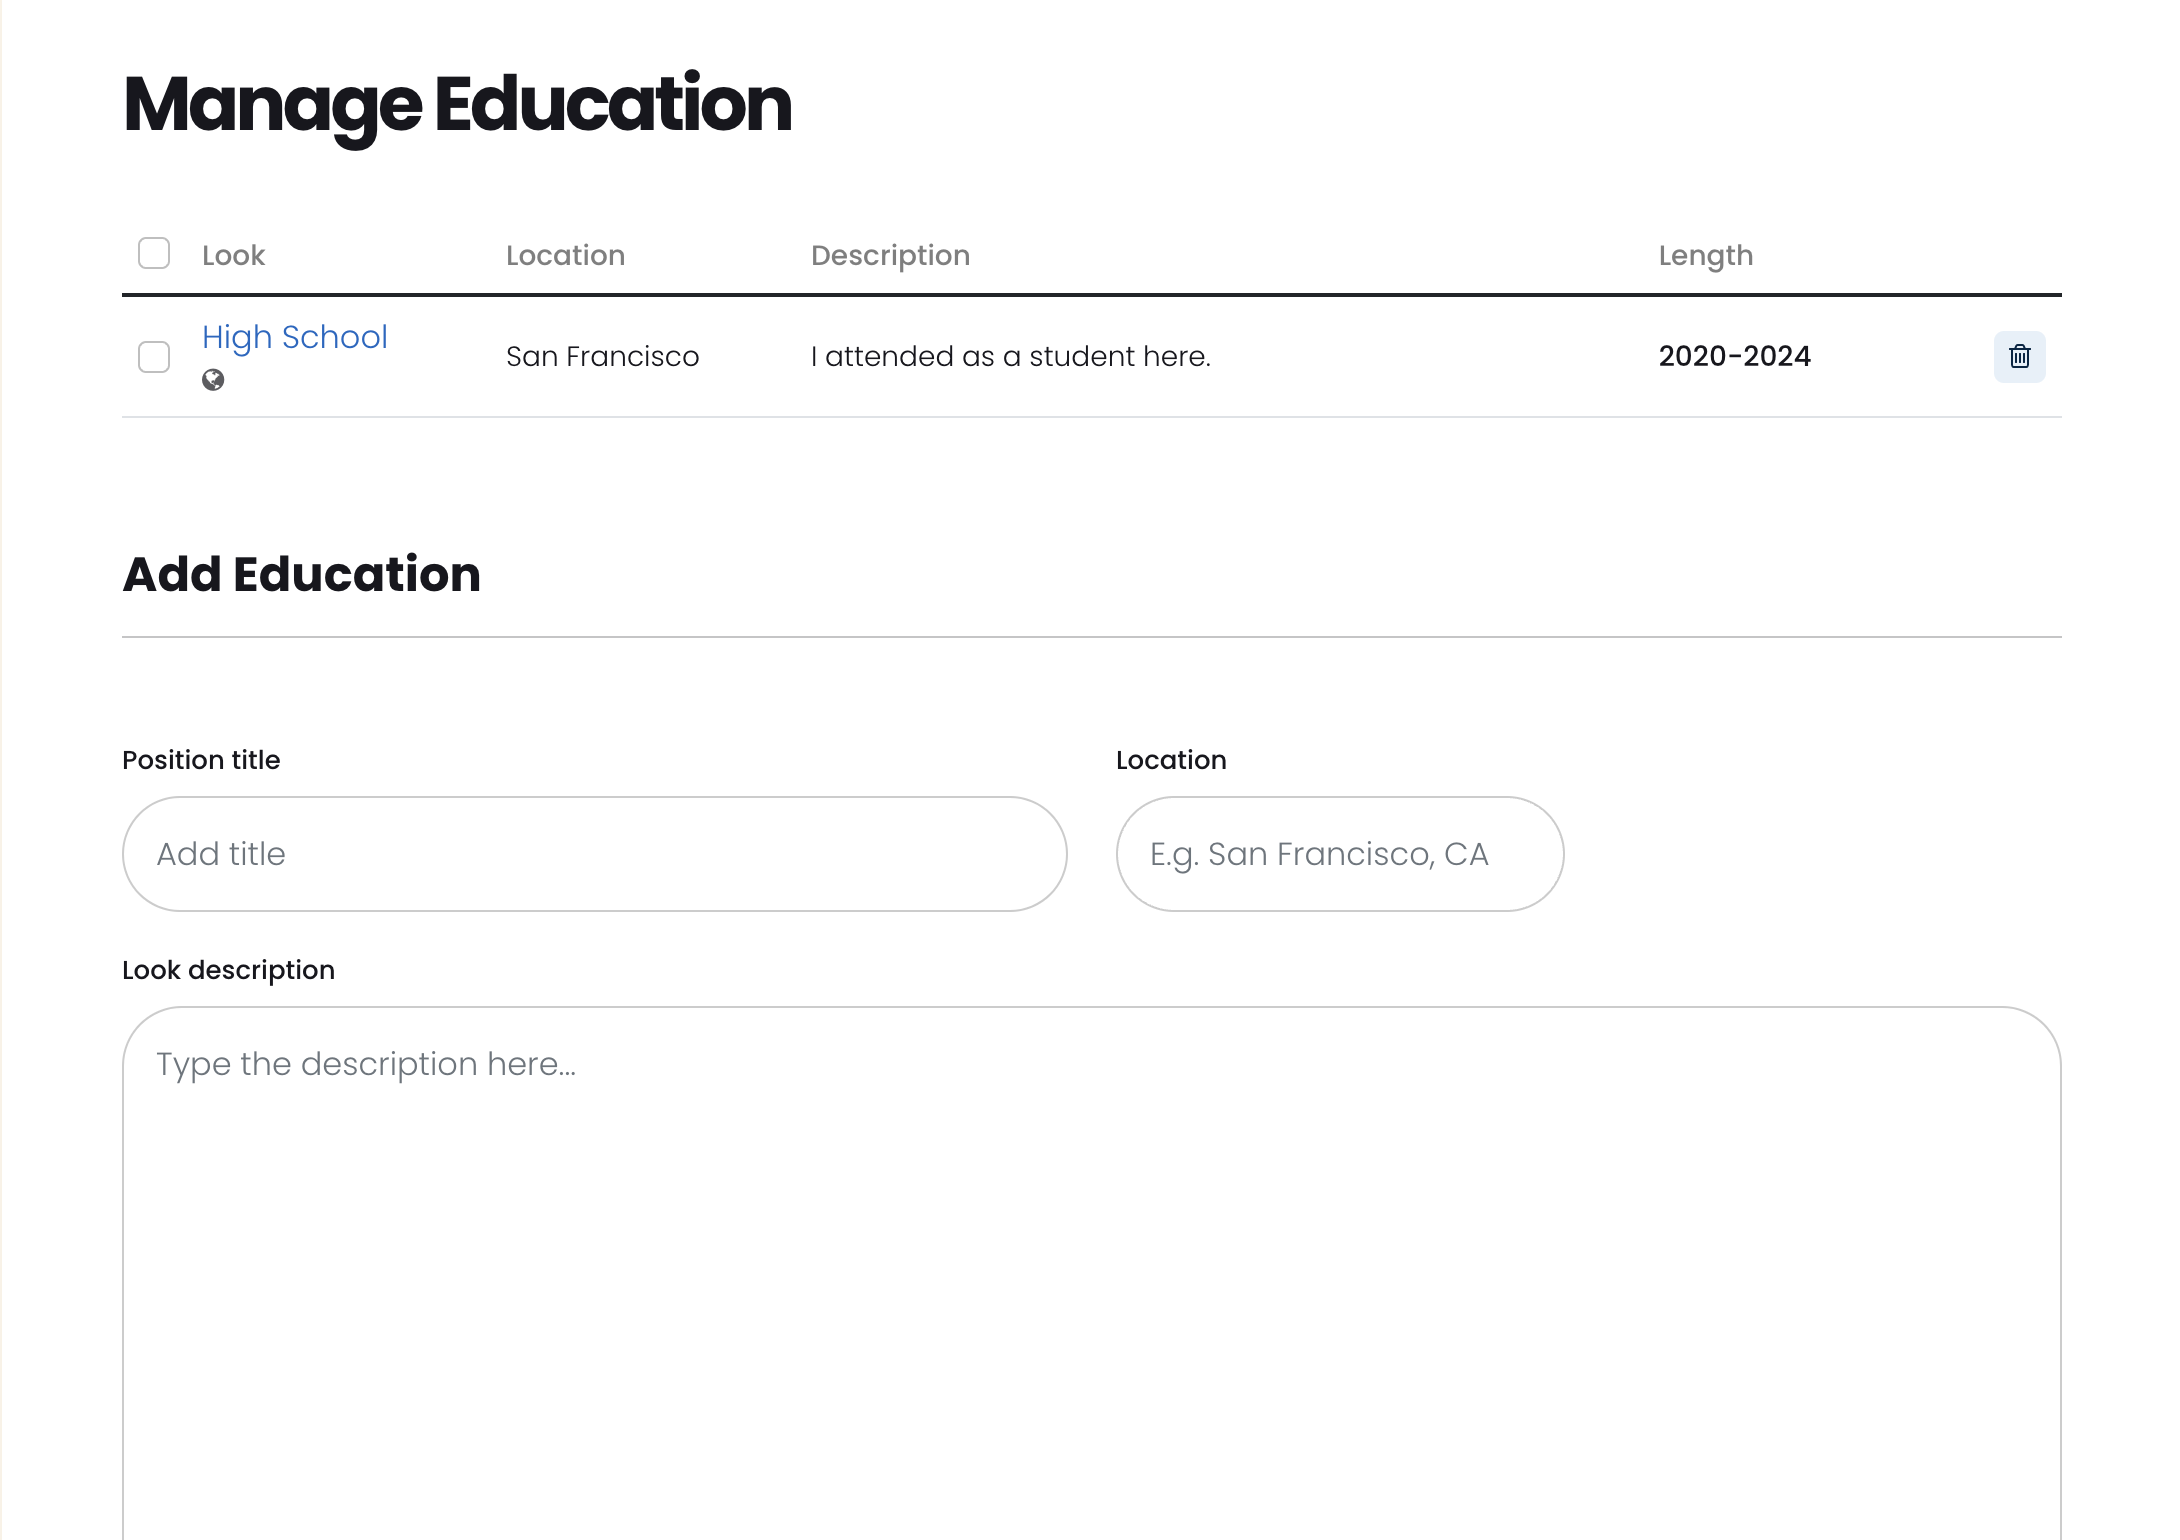 Manage Education
Look Location Description Length
High School San Francisco I attended as a student here. 2020-2024
Add Education
Position title Location
Add title E.g. San Francisco, CA
Look description
Type the description here...